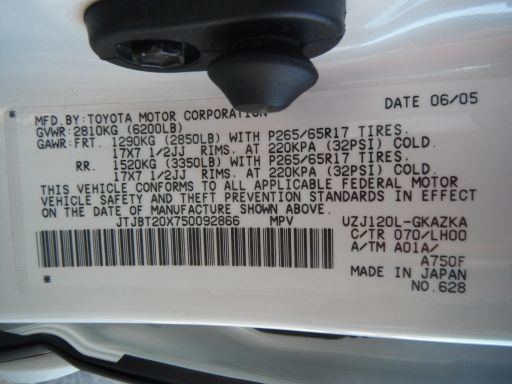 MFD.BY:TOYOTA MOTOR CORPORATION DATE 06/05
GVWR:2810KG (6200LB)
GAWR:FRT. 1290KG (2850LB) WITH P265/65R17 TIRES.
17X7 1/2JJ RIMS. AT 220KPA (32PSI) COLD.
RR. 1520KG (3350LB) WITH P265/65R17 TIRES.
17X7 1/2JJ RIMS. AT 220KPA (32PSI) COLD.
THIS VEHICLE CONFORMS TO ALL APPLICABLE FEDERAL MOTOR
VEHICLE SAFETY AND THEFT PREVENTION STANDARDS IN EFFECT
ON THE DATE OF MANUFACTURE SHOWN ABOVE.
JTJBT20X750092866 MPV UZJ120L-GKAZKA
C/TR 070/LH00
A/TM A01A/
A750F
MADE IN JAPAN
NO.628